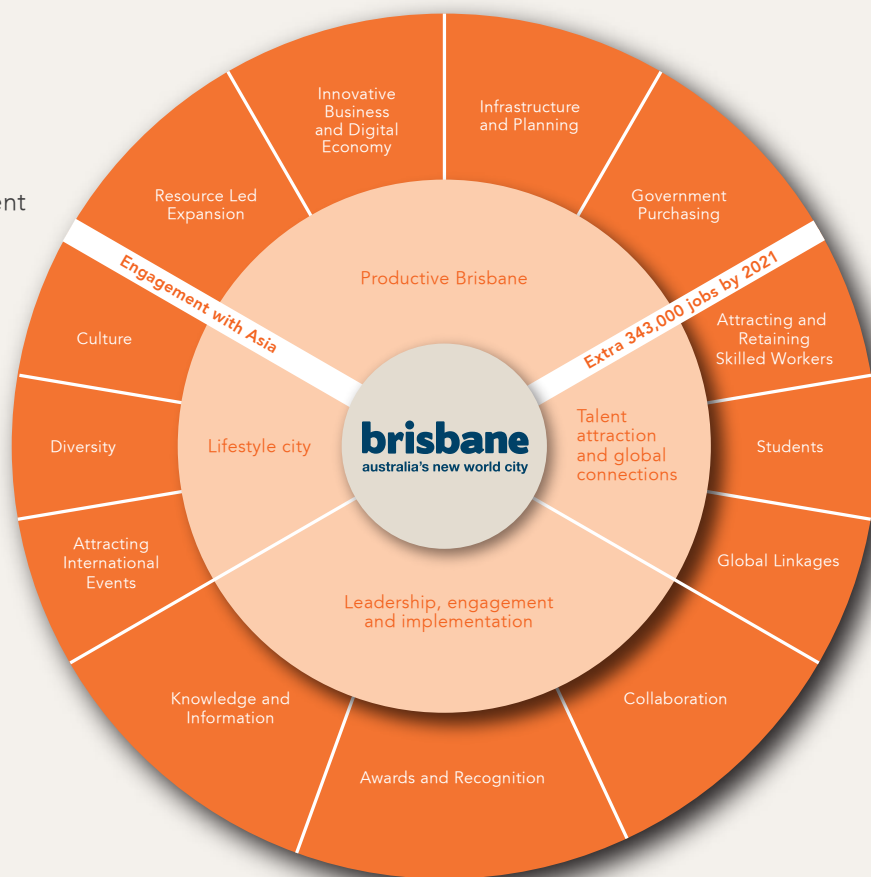 Innovative
Business
and Digital
Economy
Infrastructure
and Planning
Resource Led
Expansion
Government
Purchasing
Engagement with Asia
Productive Brisbane
Extra 343,000 jobs by 2021
Culture
Attracting and
Retaining
Skilled Workers
Diversity
Lifestyle city
brisbane
australia's new world city
Talent
attraction
and global
connections
Students
Attracting
International
Events
Global Linkages
Leadership, engagement
and implementation
Knowledge and
Information
Collaboration
Awards and Recognition